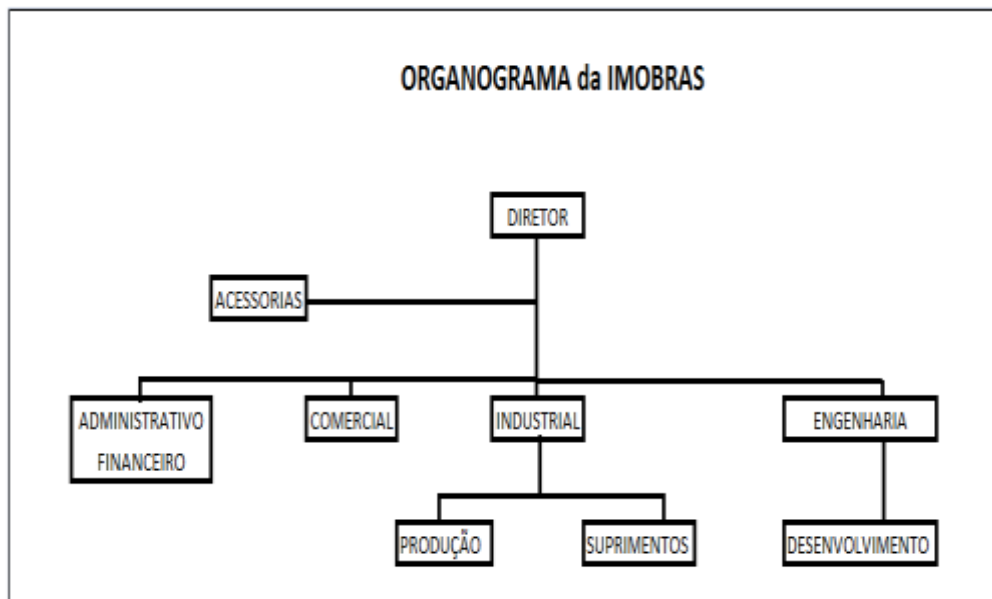 ORGANOGRAMA da IMOBRAS
DIRETOR
ACESSORIAS
ADMINISTRATIVO
FINANCEIRO
COMERCIAL
INDUSTRIAL
ENGENHARIA
PRODUÇÃO
SUPRIMENTOS
DESENVOLVIMENTO